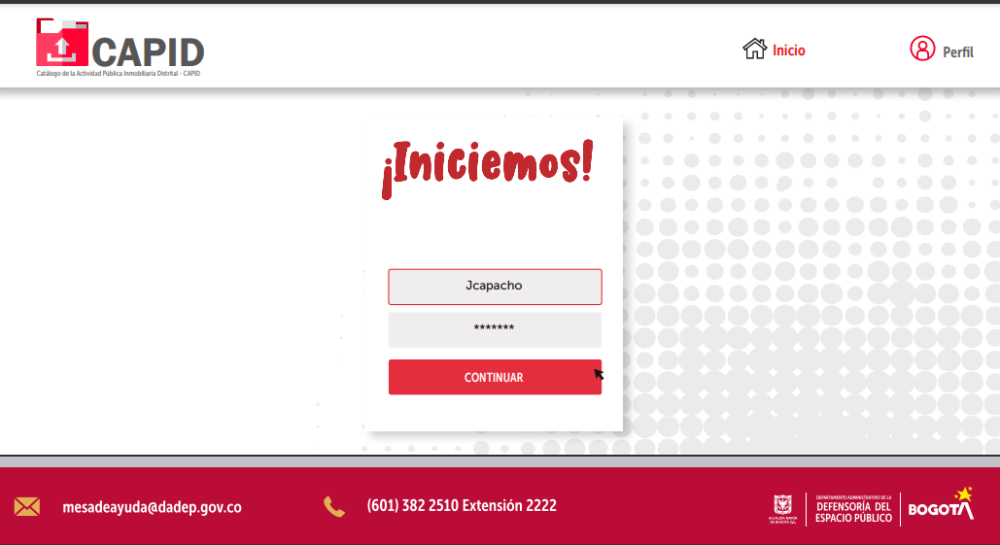 CAPID
Catálogo de la Actividad Pública Inmobiliaria Distrital - CAPID
Inicio
Perfil
¡Iniciemos!
Jcapacho
*******
CONTINUAR
mesadeayuda@dadep.gov.co
(601) 382 2510 Extensión 2222
ALCALDÍA MAYOR
DE BOGOTÁ D.C.
DEPARTAMENTO ADMINISTRATIVO DE LA
DEFENSORÍA DEL
ESPACIO PÚBLICO
BOGOTÁ